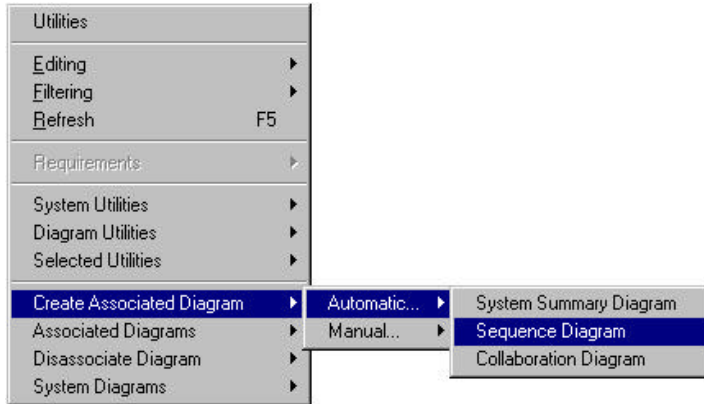 Utilities
Editing
Filtering
Refresh F5
Requirements
System Utilities
Diagram Utilities
Selected Utilities
Create Associated Diagram Automatic... System Summary Diagram
Associated Diagrams Manual... Sequence Diagram
Disassociate Diagram Collaboration Diagram
System Diagrams